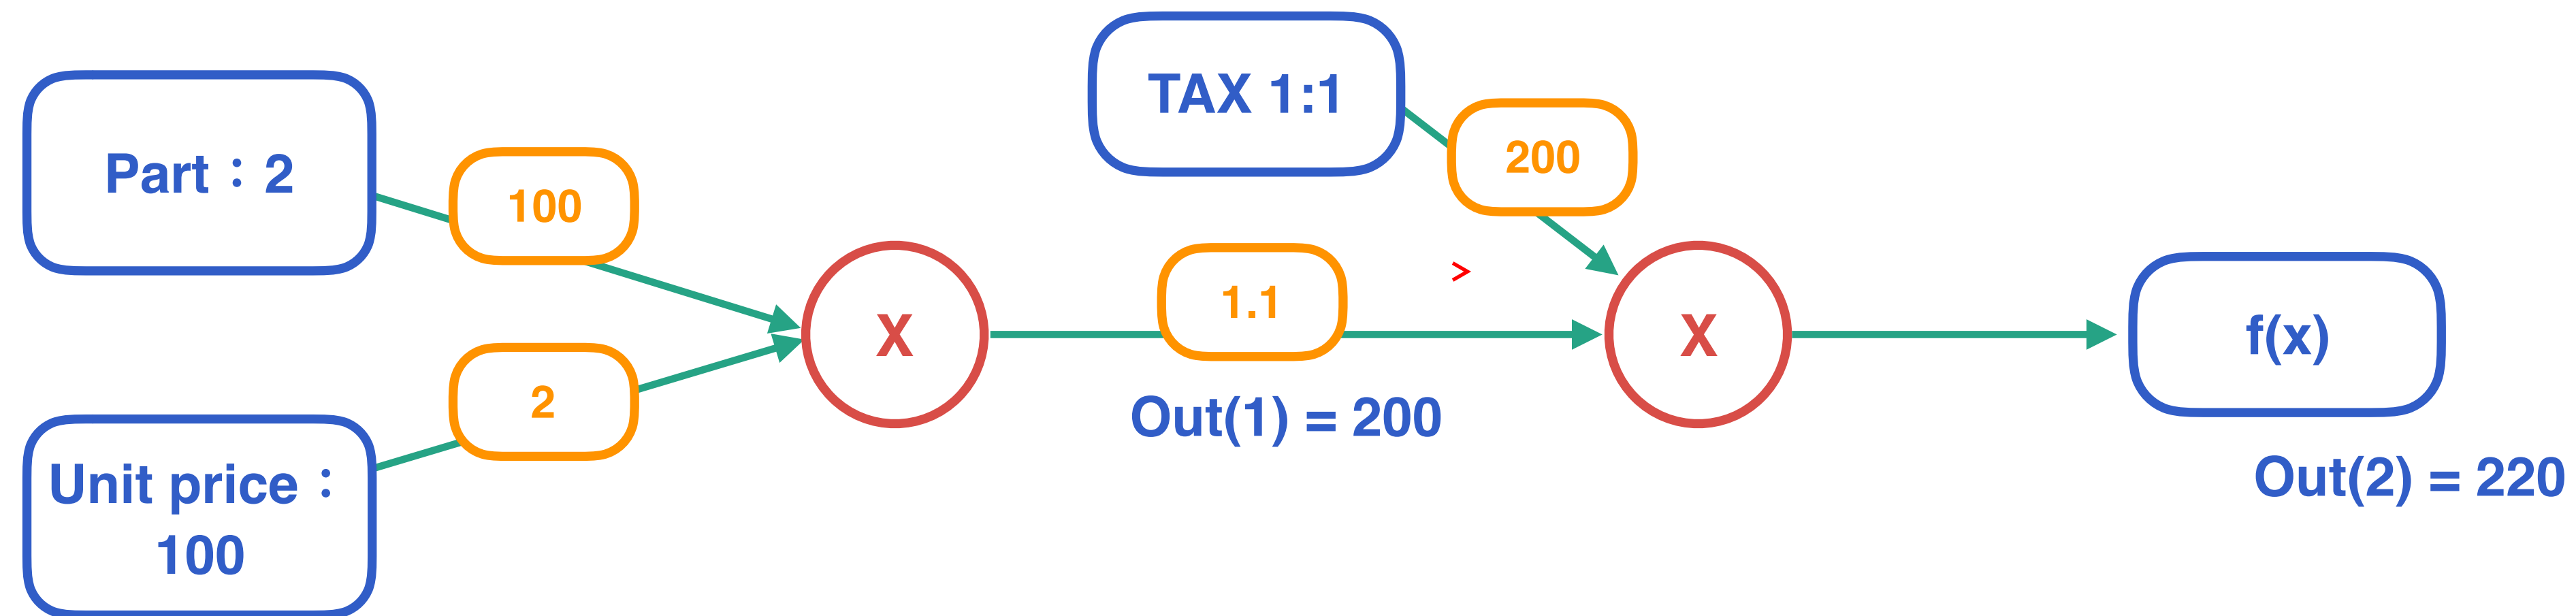 TAX 1:1
Part：2
200
100
1.1
>
X
X
f(x)
2
Out(1) = 200
Unit price：
100
Out(2) = 220